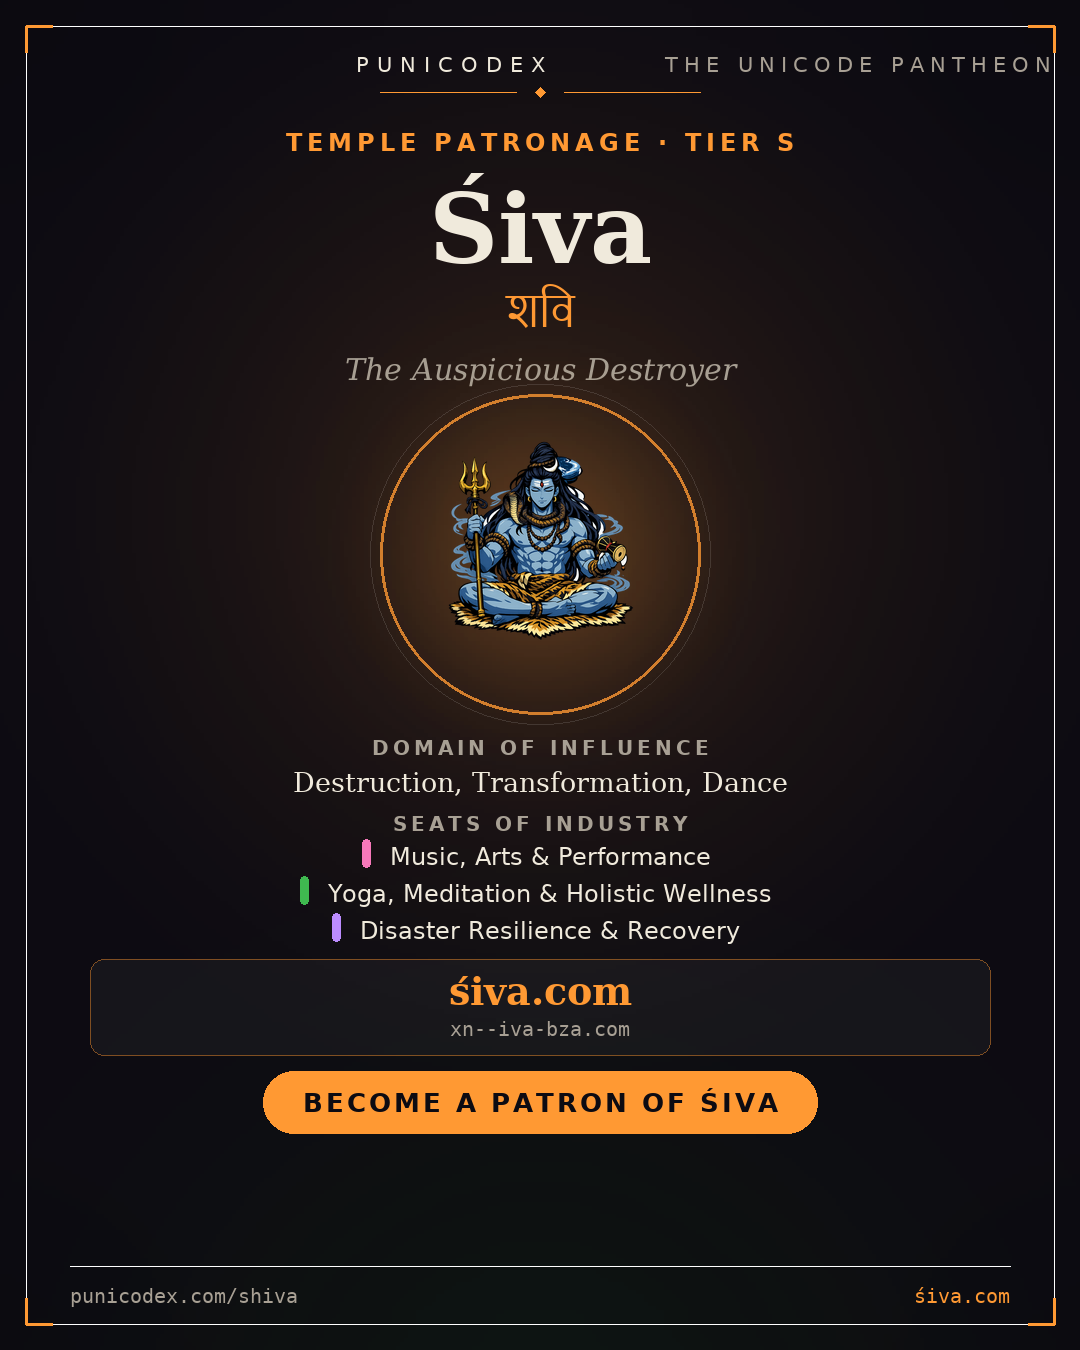 PUNICODEX THE UNICODE PANTHEON
TEMPLE PATRONAGE · TIER S
Śiva
शवि
The Auspicious Destroyer
DOMAIN OF INFLUENCE
Destruction, Transformation, Dance
SEATS OF INDUSTRY
Music, Arts & Performance
Yoga, Meditation & Holistic Wellness
Disaster Resilience & Recovery
śiva.com
xn--iva-bza.com
BECOME A PATRON OF ŚIVA
punicodex.com/shiva śiva.com